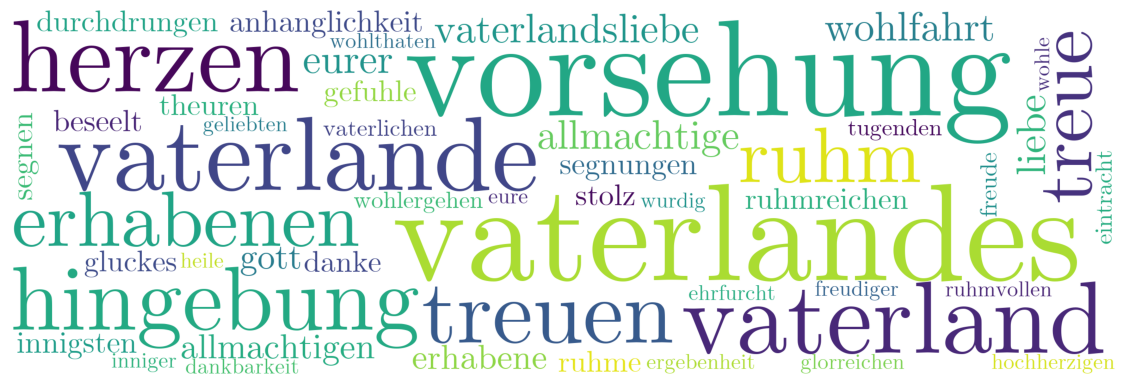 durchdrungen anhanglichkeit
herzen
wohlthaten
vaterlandsliebe
wohlfahrt
eurer
vorsehung
wohle
treue
gefuhle
theuren
beseelt
geliebten
vaterlichen
allmachtige
tugenden
liebe
segnen
vaterlande
segnungen
ruhm
freude
eintracht
wohlergehen
eure
stolz
wurdig
ruhmreichen
erhabenen
vaterlandes
gluckes
heile
gott
danke
hingebung
treuen
ehrfurcht
freudiger
ruhmvollen
vaterland
innigsten
allmachtigen
inniger
dankbarkeit
erhabene
ruhme
ergebenheit
glorreichen
hochherzigen